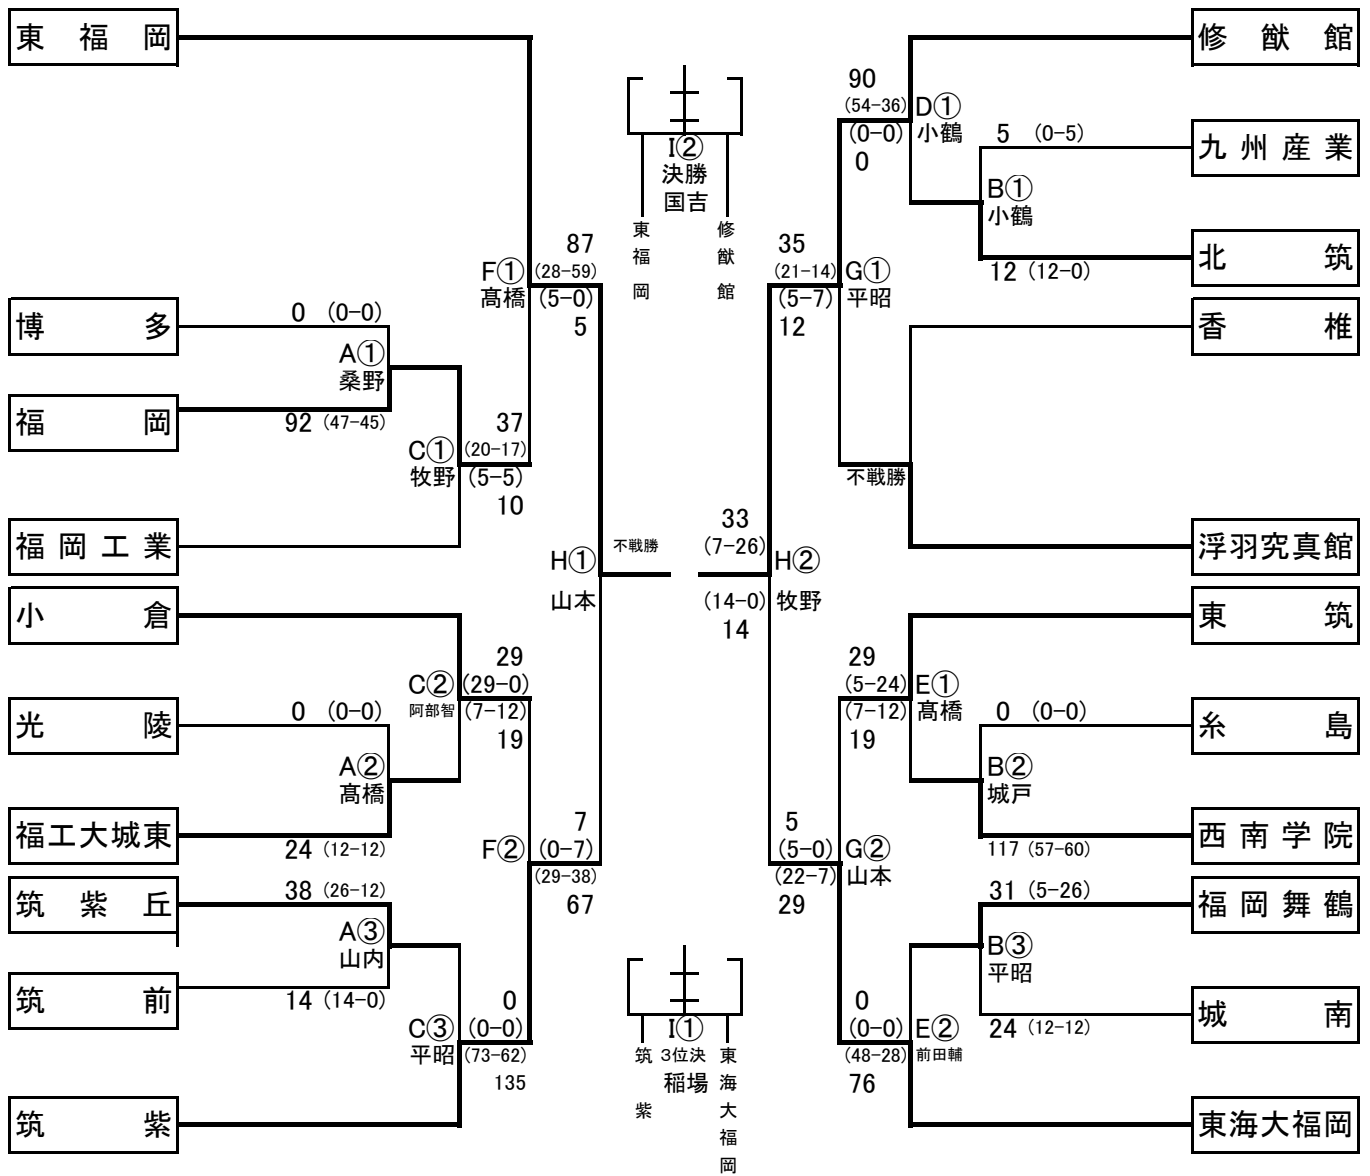 東福岡
博多
福岡
福岡工業
小倉
光陵
福工大城東
筑紫丘
筑前
筑紫
0 (0-0)
A①
桑野
92 (47-45)
37
C①
(20-17)
牧野
(5-5)
10
87
F①
(28-59)
髙橋
(5-0)
5
29
C②
(29-0)
阿部智
(7-12)
19
0 (0-0)
A②
髙橋
24 (12-12)
38 (26-12)
A③
山内
14 (14-0)
0
C③
(0-0)
平昭
(73-62)
135
7
F②
(0-7)
(29-38)
67
H①
山本
不戦勝
I②
決勝
国吉
東福岡
修猷館
I①
3位決
稲場
筑紫
東海大福岡
33
(7-26)
H②
(14-0)
牧野
14
35
(21-14)
G①
(5-7)
平昭
12
90
(54-36)
D①
(0-0)
小鶴
0
5 (0-5)
B①
小鶴
12 (12-0)
不戦勝
29
(5-24)
E①
(7-12)
髙橋
19
0 (0-0)
B②
城戸
117 (57-60)
5
(5-0)
G②
(22-7)
山本
29
31 (5-26)
B③
平昭
24 (12-12)
0
(0-0)
E②
(48-28)
前田輔
76
修猷館
九州産業
北筑
香椎
浮羽究真館
東筑
糸島
西南学院
福岡舞鶴
城南
東海大福岡